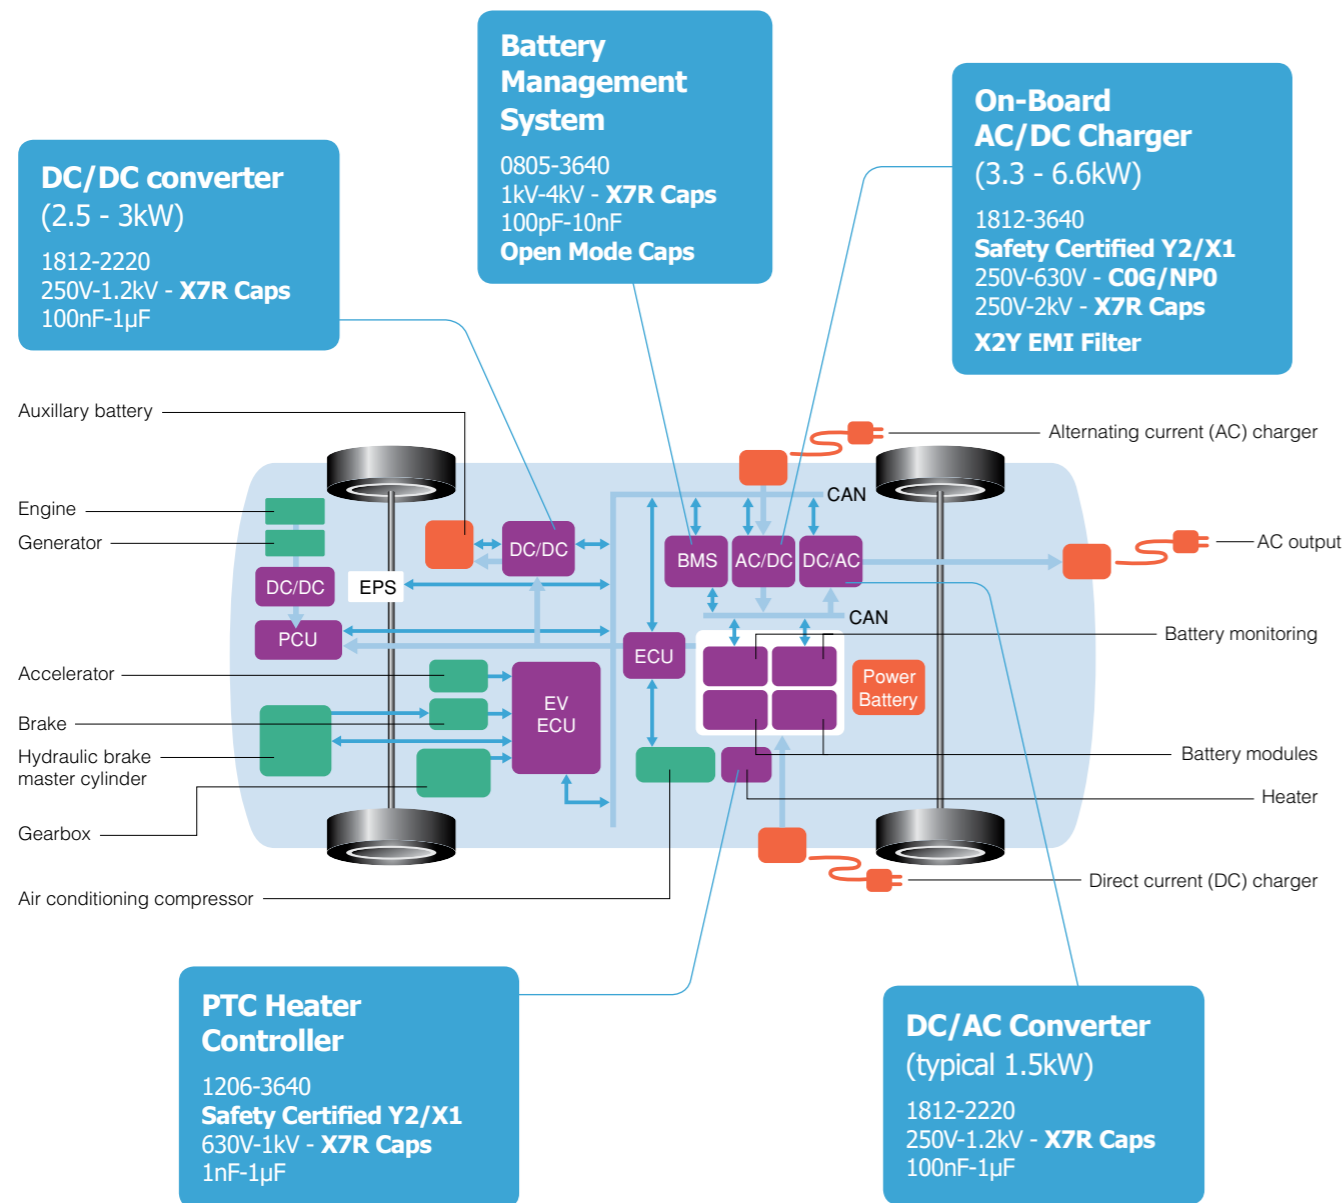 Battery
Management
System
0805-3640
1kV-4kV - X7R Caps
100pF-10nF
Open Mode Caps
On-Board
AC/DC Charger
(3.3 - 6.6kW)
1812-3640
Safety Certified Y2/X1
250V-630V - C0G/NP0
250V-2kV - X7R Caps
X2Y EMI Filter
DC/DC converter
(2.5 - 3kW)
1812-2220
250V-1.2kV - X7R Caps
100nF-1µF
Auxillary battery
Alternating current (AC) charger
Engine
Generator
CAN
DC/DC
BMS
AC/DC
DC/AC
AC output
DC/DC
EPS
CAN
PCU
ECU
Battery monitoring
Accelerator
Power
Battery
EV
ECU
Brake
Hydraulic brake
master cylinder
Battery modules
Heater
Gearbox
Direct current (DC) charger
Air conditioning compressor
PTC Heater
Controller
1206-3640
Safety Certified Y2/X1
630V-1kV - X7R Caps
1nF-1µF
DC/AC Converter
(typical 1.5kW)
1812-2220
250V-1.2kV - X7R Caps
100nF-1µF